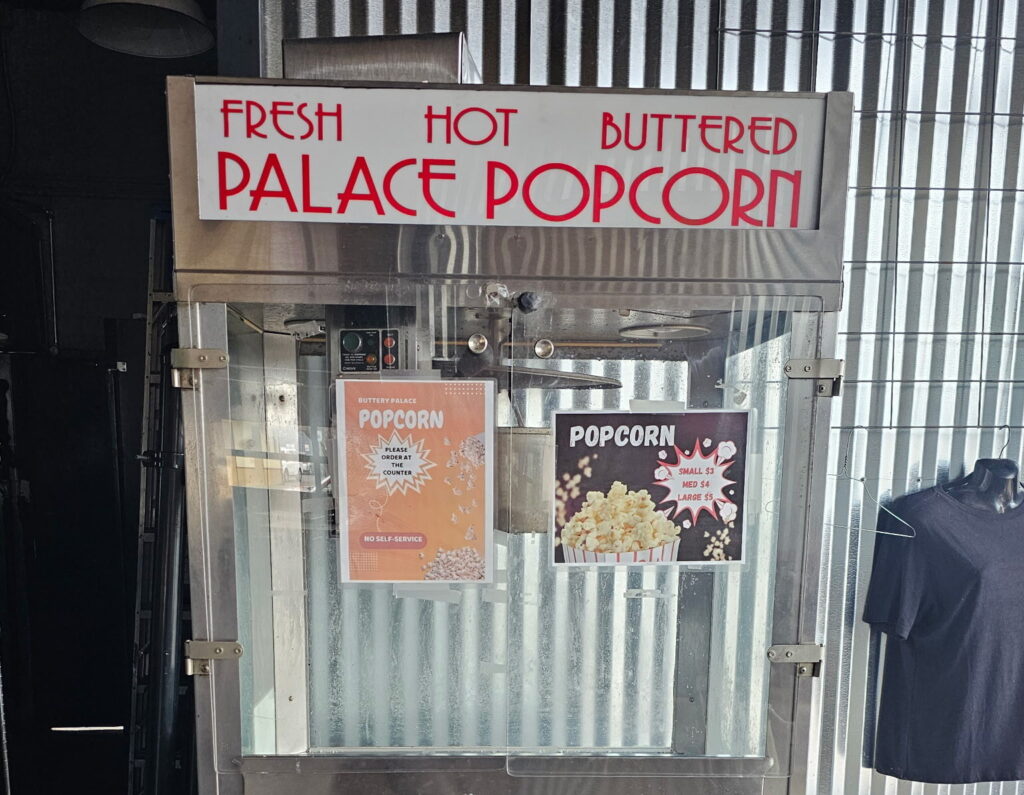 FRESH HOT BUTTERED
PALACE POPCORN
BUTTERY PALACE
POPCORN
PLEASE
ORDER AT
THE
COUNTER
NO SELF-SERVICE
POPCORN
SMALL $3
MED $4
LARGE $5